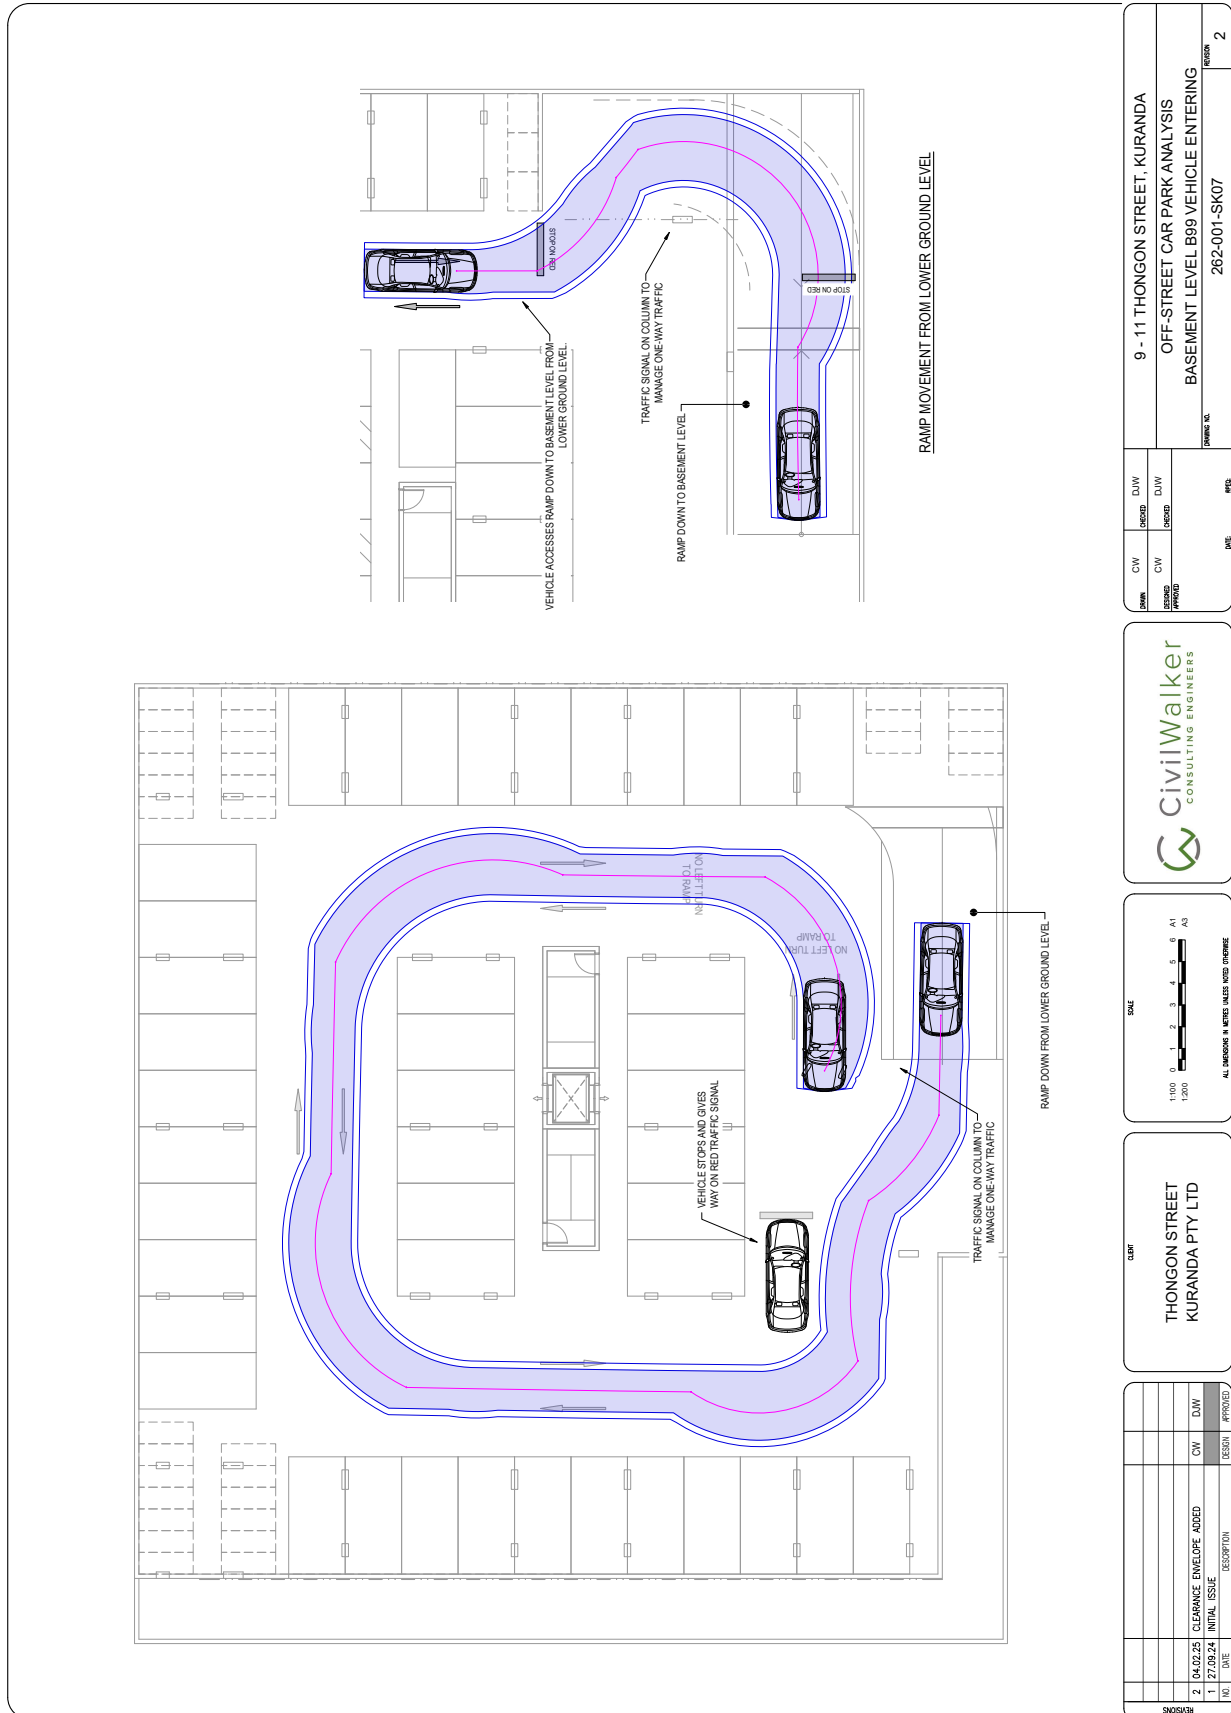 RAMP MOVEMENT FROM LOWER GROUND LEVEL
VEHICLE ACCESSES RAMP DOWN TO BASEMENT LEVEL FROM
LOWER GROUND LEVEL.
TRAFFIC SIGNAL ON COLUMN TO
MANAGE ONE-WAY TRAFFIC
RAMP DOWN TO BASEMENT LEVEL
STOP ON RED
STOP ON RED
NO LEFT TURN
TO RAMP
NO LEFT TURN
TO RAMP
VEHICLE STOPS AND GIVES
WAY ON RED TRAFFIC SIGNAL
TRAFFIC SIGNAL ON COLUMN TO
MANAGE ONE-WAY TRAFFIC
RAMP DOWN FROM LOWER GROUND LEVEL
REVISIONS
2 04.02.25 CLEARANCE ENVELOPE ADDED CW DJW
1 27.09.24 INITIAL ISSUE
NO. DATE DESCRIPTION DESIGN APPROVED
CLIENT
THONGON STREET
KURANDA PTY LTD
SCALE
1:100 0 1 2 3 4 5 6 A1
1:200 A3
ALL DIMENSIONS IN METRES UNLESS NOTED OTHERWISE
CivilWalker
CONSULTING ENGINEERS
DRAWN CW CHECKED DJW
DESIGNED CW CHECKED DJW
APPROVED
DATE: RPEQ:
9 - 11 THONGON STREET, KURANDA
OFF-STREET CAR PARK ANALYSIS
BASEMENT LEVEL B99 VEHICLE ENTERING
DRAWING NO.
262-001-SK07
REVISION
2